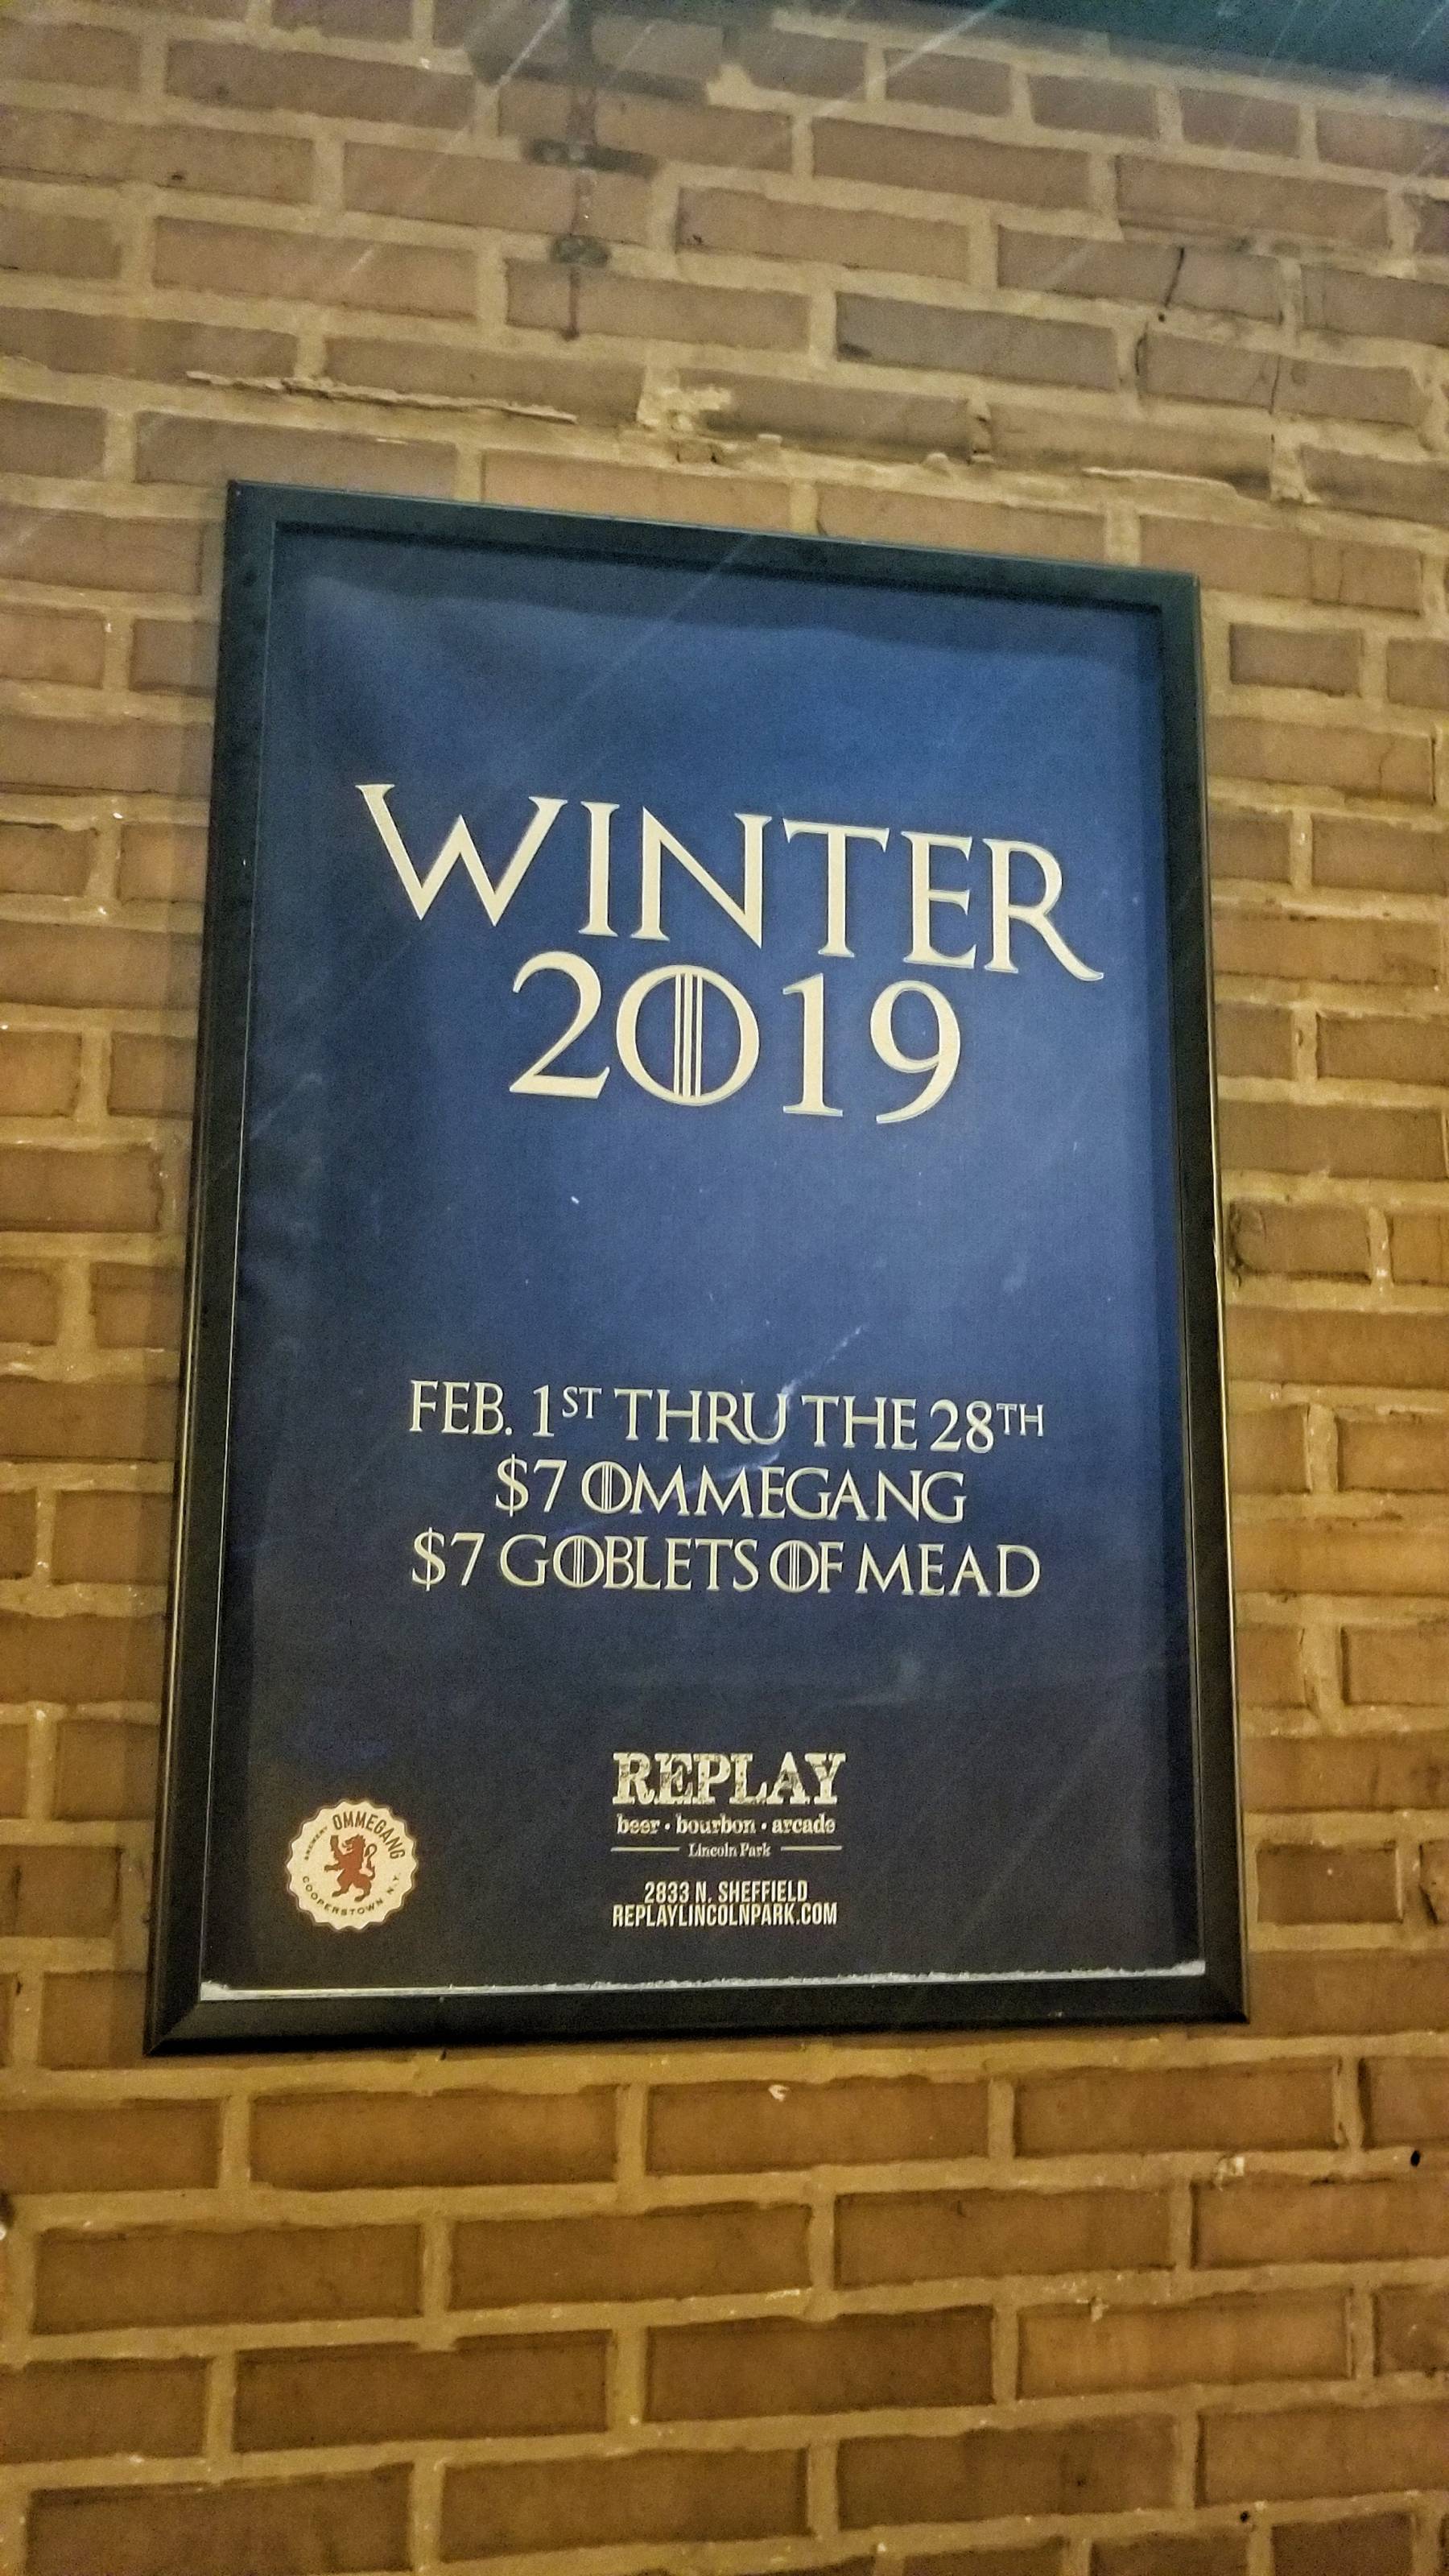 WINTER
2019
FEB. 1ST THRU THE 28TH
$7 OMMEGANG
$7 GOBLETS OF MEAD
REPLAY
beer • bourbon • arcade
Lincoln Park
2833 N. SHEFFIELD
REPLAYLINCOLNPARK.COM
BREWERY OMMEGANG
COOPERSTOWN, N.Y.